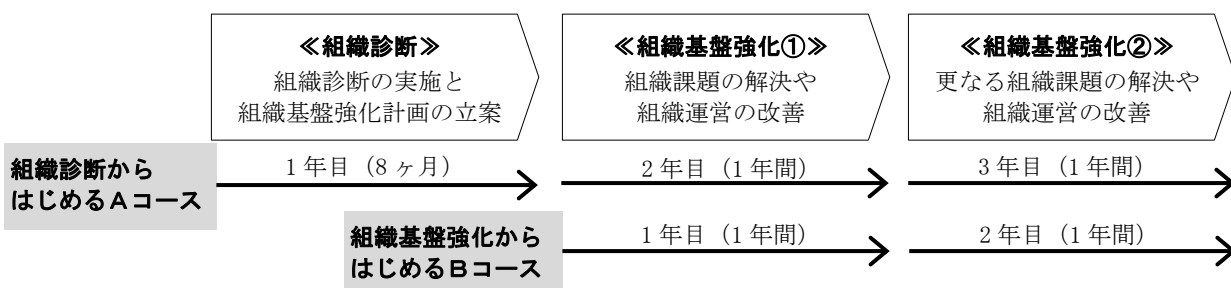 ≪組織診断≫
組織診断の実施と
組織基盤強化計画の立案
≪組織基盤強化①≫
組織課題の解決や
組織運営の改善
≪組織基盤強化②≫
更なる組織課題の解決や
組織運営の改善
組織診断から
はじめるＡコース
1年目（8ヶ月）
2年目（1年間）
3年目（1年間）
組織基盤強化から
はじめるＢコース
1年目（1年間）
2年目（1年間）